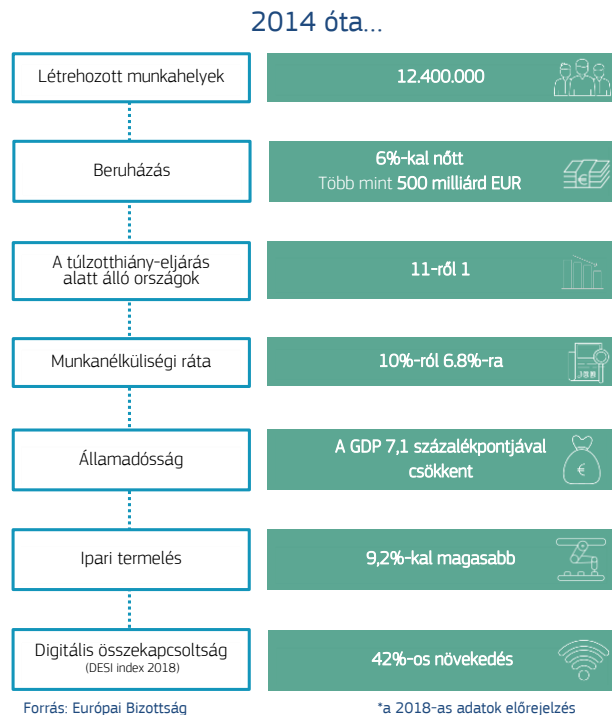 2014 óta...
Létrehozott munkahelyek
12.400.000
Beruházás
6%-kal nőtt
Több mint 500 milliárd EUR
A túlzotthiány-eljárás
alatt álló országok
11-ről 1
Munkanélküliségi ráta
10%-ról 6.8%-ra
JOB
Államadósság
A GDP 7,1 százalékpontjával
csökkent
€
Ipari termelés
9,2%-kal magasabb
Digitális összekapcsoltság
(DESI index 2018)
42%-os növekedés
Forrás: Európai Bizottság
*a 2018-as adatok előrejelzés